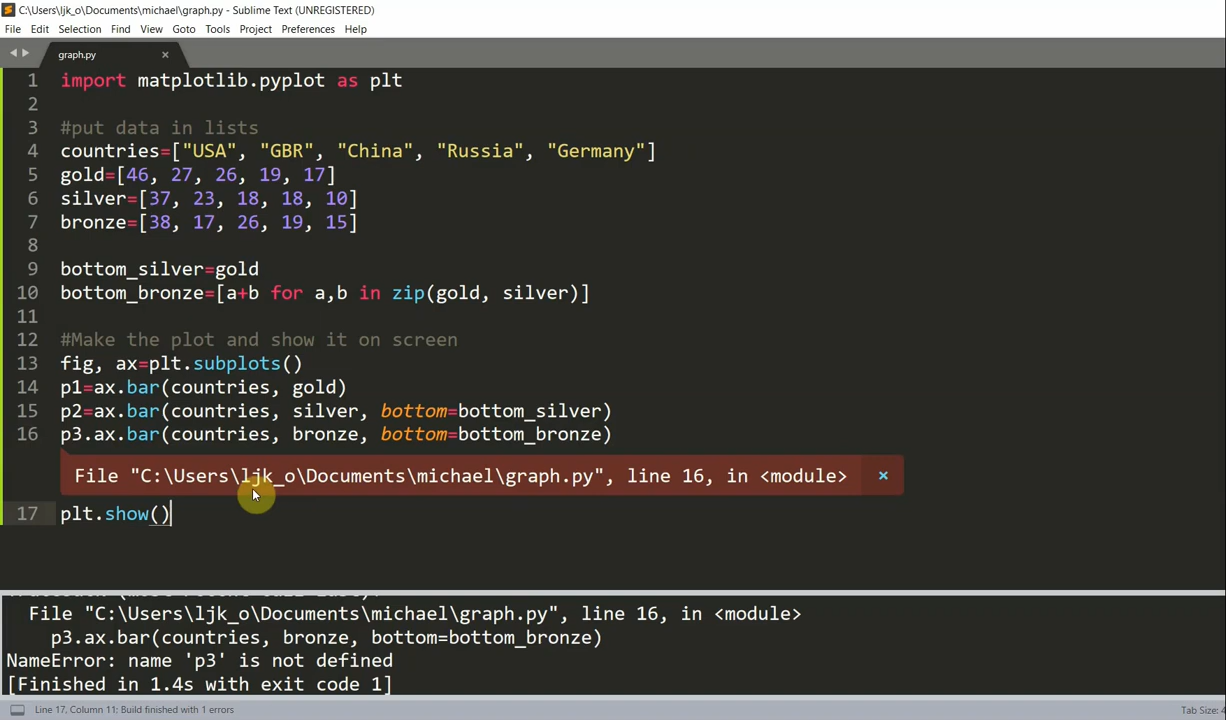 C:\Users\ljk_o\Documents\michael\graph.py - Sublime Text (UNREGISTERED)
File Edit Selection Find View Goto Tools Project Preferences Help
graph.py
1 import matplotlib.pyplot as plt
2
3 #put data in lists
4 countries=["USA", "GBR", "China", "Russia", "Germany"]
5 gold=[46, 27, 26, 19, 17]
6 silver=[37, 23, 18, 18, 10]
7 bronze=[38, 17, 26, 19, 15]
8
9 bottom_silver=gold
10 bottom_bronze=[a+b for a,b in zip(gold, silver)]
11
12 #Make the plot and show it on screen
13 fig, ax=plt.subplots()
14 p1=ax.bar(countries, gold)
15 p2=ax.bar(countries, silver, bottom=bottom_silver)
16 p3.ax.bar(countries, bronze, bottom=bottom_bronze)
File "C:\Users\ljk_o\Documents\michael\graph.py", line 16, in <module> ×
17 plt.show()
File "C:\Users\ljk_o\Documents\michael\graph.py", line 16, in <module>
p3.ax.bar(countries, bronze, bottom=bottom_bronze)
NameError: name 'p3' is not defined
[Finished in 1.4s with exit code 1]
Line 17, Column 11; Build finished with 1 errors
Tab Size: 4